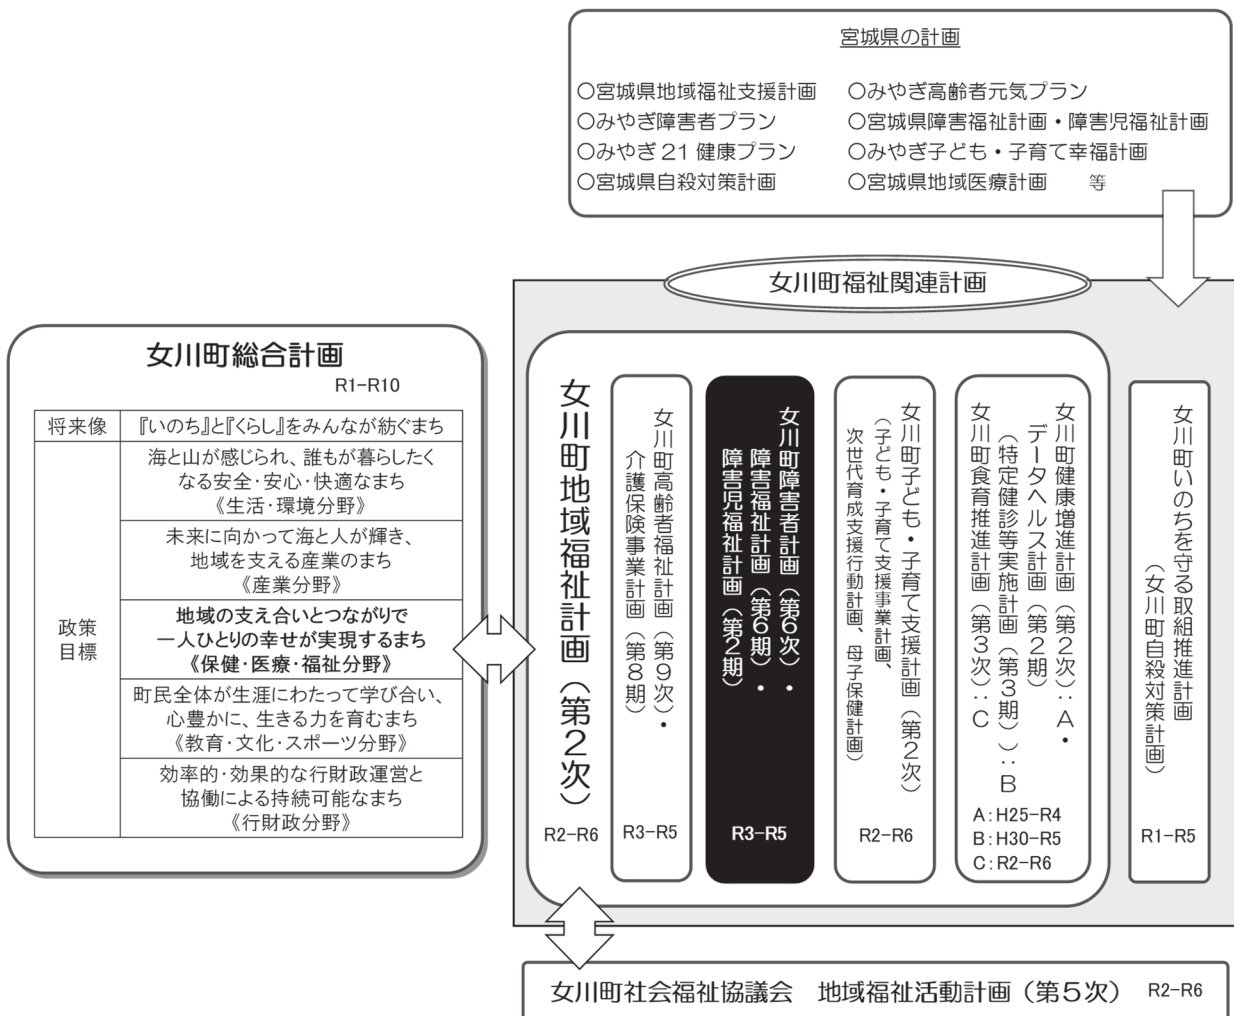 宮城県の計画
○宮城県地域福祉支援計画
○みやぎ高齢者元気プラン
○みやぎ障害者プラン
○宮城県障害福祉計画・障害児福祉計画
○みやぎ21健康プラン
○みやぎ子ども・子育て幸福計画
○宮城県自殺対策計画
○宮城県地域医療計画 等
女川町福祉関連計画
女川町総合計画
R1-R10
将来像
『いのち』と『くらし』をみんなが紡ぐまち
政策
目標
海と山が感じられ、誰もが暮らしたく
なる安全・安心・快適なまち
《生活・環境分野》
未来に向かって海と人が輝き、
地域を支える産業のまち
《産業分野》
地域の支え合いとつながりで
一人ひとりの幸せが実現するまち
《保健・医療・福祉分野》
町民全体が生涯にわたって学び合い、
心豊かに、生きる力を育むまち
《教育・文化・スポーツ分野》
効率的・効果的な行財政運営と
協働による持続可能なまち
《行財政分野》
女川町地域福祉計画（第2次）
R2-R6
女川町高齢者福祉計画（第9次）・
介護保険事業計画（第8期）
R3-R5
女川町障害者計画（第6次）・
障害福祉計画（第6期）・
障害児福祉計画（第2期）
R3-R5
女川町子ども・子育て支援計画（第2次）
（子ども・子育て支援事業計画、
次世代育成支援行動計画、母子保健計画）
R2-R6
女川町健康増進計画（第2次）：A・
データヘルス計画（第2期）
（特定健診等実施計画（第3期））：B
女川町食育推進計画（第3次）：C
A：H25-R4
B：H30-R5
C：R2-R6
女川町いのちを守る取組推進計画
（女川町自殺対策計画）
R1-R5
女川町社会福祉協議会　地域福祉活動計画（第5次） R2-R6